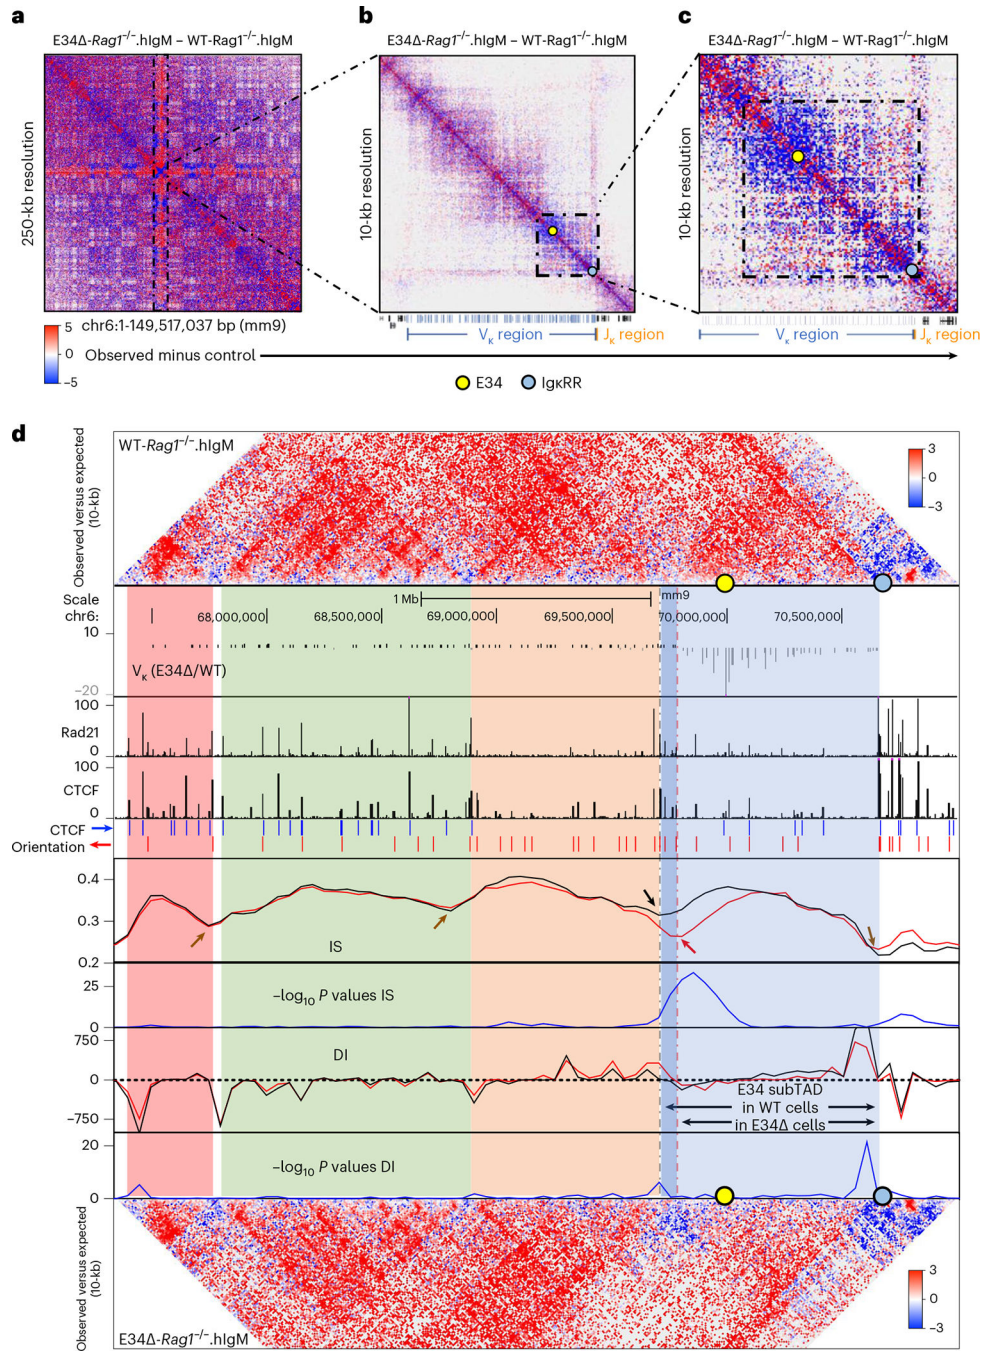 a
b
c
E34Δ-Rag1−/−.hIgM – WT-Rag1−/−.hIgM
E34Δ-Rag1−/−.hIgM – WT-Rag1−/−.hIgM
E34Δ-Rag1−/−.hIgM – WT-Rag1−/−.hIgM
250-kb resolution
10-kb resolution
10-kb resolution
5
0
−5
chr6:1-149,517,037 bp (mm9)
Observed minus control
Vκ region
Jκ region
Vκ region
Jκ region
E34
IgκRR
d
WT-Rag1−/−.hIgM
Observed versus expected
(10-kb)
3
0
−3
Scale
1 Mb
mm9
chr6:
68,000,000
68,500,000
69,000,000
69,500,000
70,000,000
70,500,000
10
Vκ (E34Δ/WT)
−20
100
Rad21
0
100
CTCF
0
CTCF
Orientation
0.4
0.3
IS
0.2
25
−log10 P values IS
0
750
DI
0
E34 subTAD
in WT cells
−750
in E34Δ cells
20
−log10 P values DI
0
Observed versus expected
(10-kb)
3
0
−3
E34Δ-Rag1−/−.hIgM